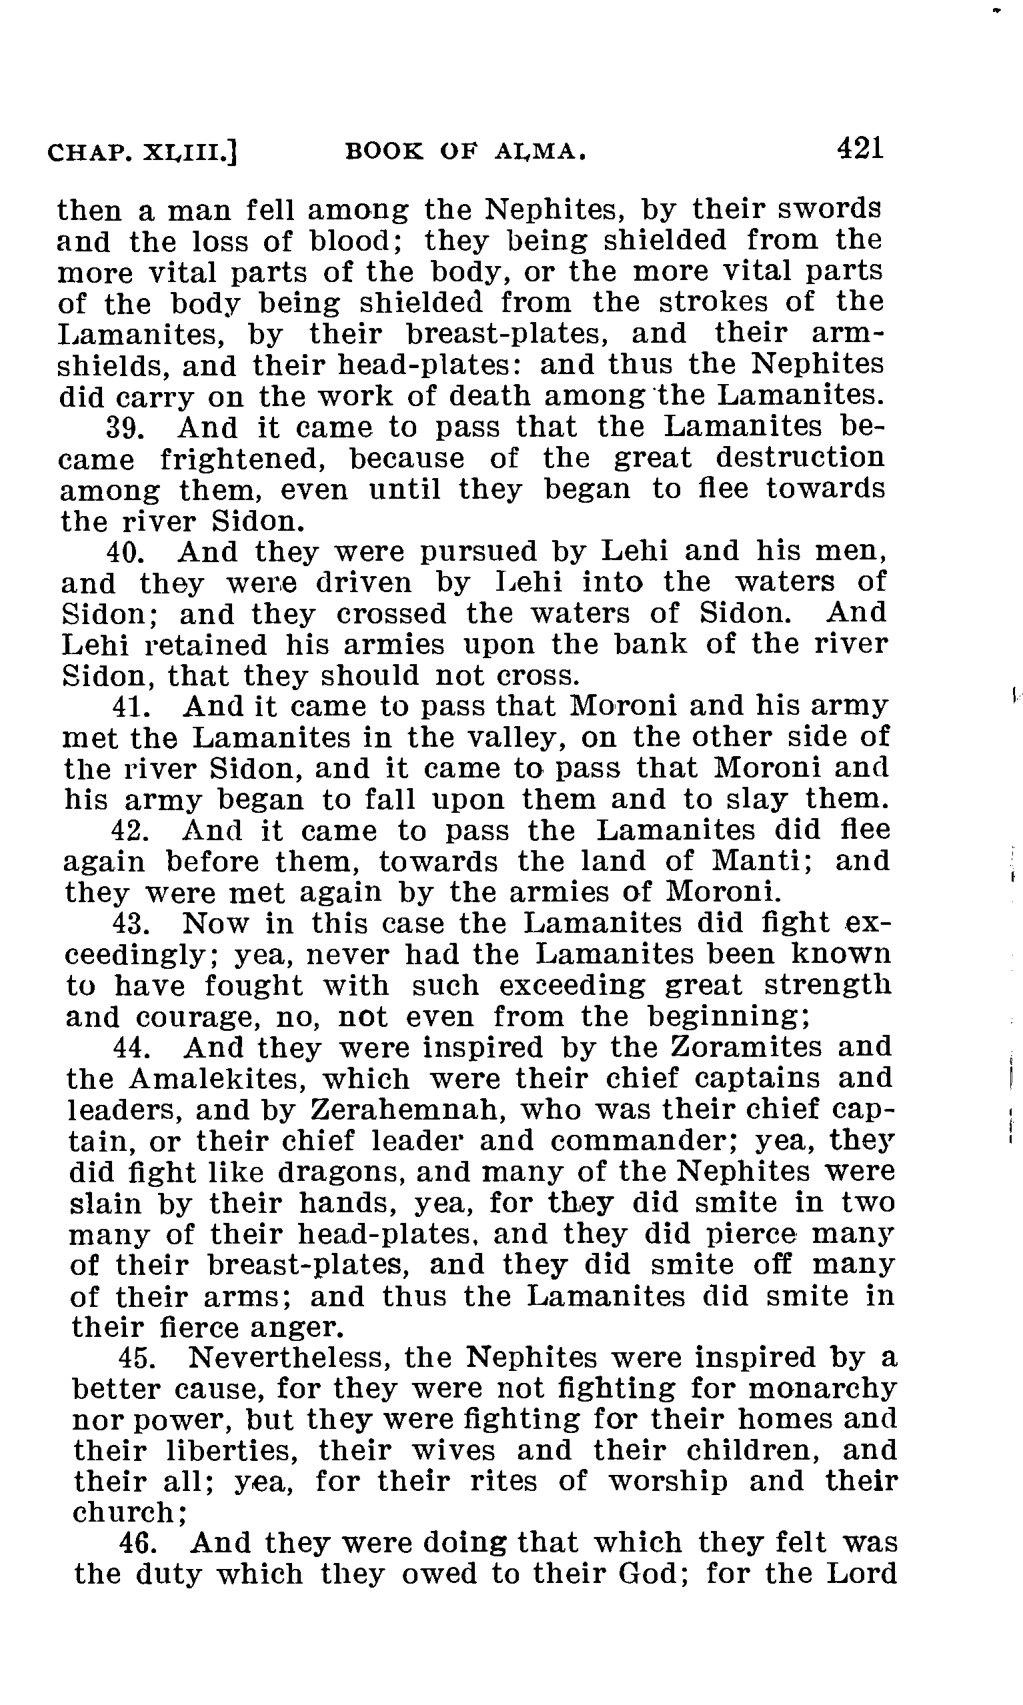 CHAP. XLIII.] BOOK OF ALMA. 421
then a man fell among the Nephites, by their swords
and the loss of blood; they being shielded from the
more vital parts of the body, or the more vital parts
of the body being shielded from the strokes of the
Lamanites, by their breast-plates, and their arm-
shields, and their head-plates: and thus the Nephites
did carry on the work of death among the Lamanites.
39. And it came to pass that the Lamanites be-
came frightened, because of the great destruction
among them, even until they began to flee towards
the river Sidon.
40. And they were pursued by Lehi and his men,
and they were driven by Lehi into the waters of
Sidon; and they crossed the waters of Sidon. And
Lehi retained his armies upon the bank of the river
Sidon, that they should not cross.
41. And it came to pass that Moroni and his army
met the Lamanites in the valley, on the other side of
the river Sidon, and it came to pass that Moroni and
his army began to fall upon them and to slay them.
42. And it came to pass the Lamanites did flee
again before them, towards the land of Manti; and
they were met again by the armies of Moroni.
43. Now in this case the Lamanites did fight ex-
ceedingly; yea, never had the Lamanites been known
to have fought with such exceeding great strength
and courage, no, not even from the beginning;
44. And they were inspired by the Zoramites and
the Amalekites, which were their chief captains and
leaders, and by Zerahemnah, who was their chief cap-
tain, or their chief leader and commander; yea, they
did fight like dragons, and many of the Nephites were
slain by their hands, yea, for they did smite in two
many of their head-plates, and they did pierce many
of their breast-plates, and they did smite off many
of their arms; and thus the Lamanites did smite in
their fierce anger.
45. Nevertheless, the Nephites were inspired by a
better cause, for they were not fighting for monarchy
nor power, but they were fighting for their homes and
their liberties, their wives and their children, and
their all; yea, for their rites of worship and their
church;
46. And they were doing that which they felt was
the duty which they owed to their God; for the Lord